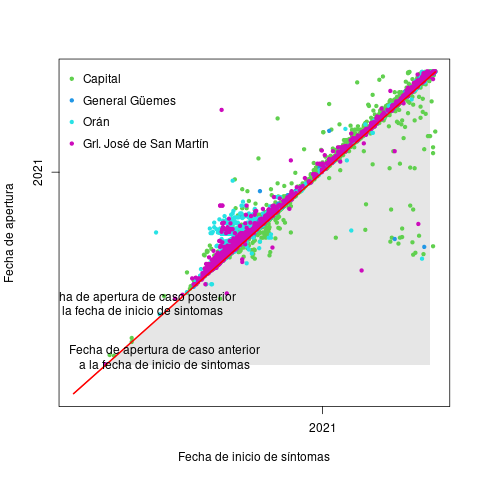 Capital
General Güemes
Orán
Grl. José de San Martín
2021
Fecha de apertura
ha de apertura de caso posterior
la fecha de inicio de sintomas
Fecha de apertura de caso anterior
a la fecha de inicio de sintomas
2021
Fecha de inicio de síntomas